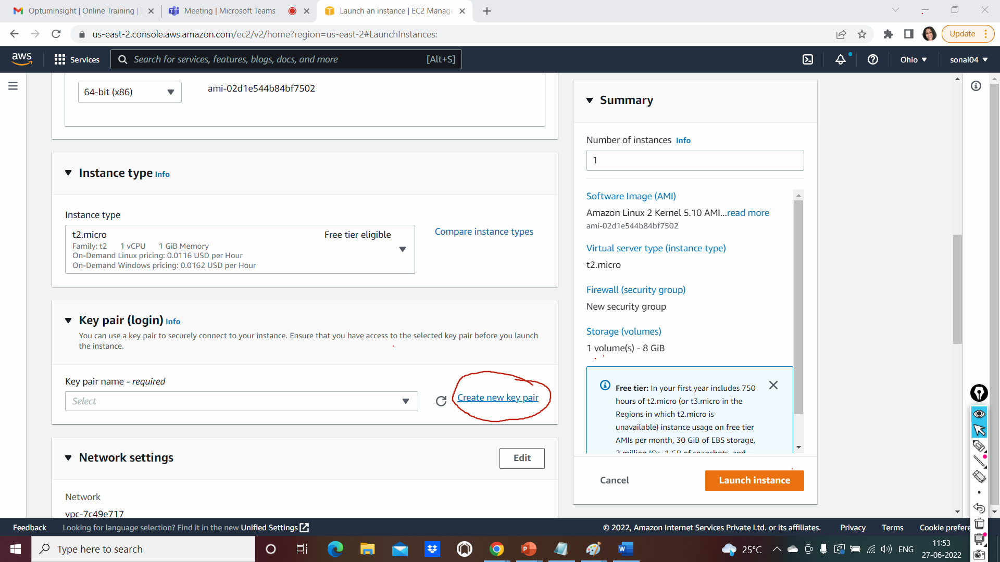 OptumInsight | Online Training |
Meeting | Microsoft Teams
Launch an instance | EC2 Manage
us-east-2.console.aws.amazon.com/ec2/v2/home?region=us-east-2#LaunchInstances:
Update
aws
Services
Search for services, features, blogs, docs, and more
[Alt+S]
Ohio
sonal04
64-bit (x86)
ami-02d1e544b84bf7502
Instance type Info
Instance type
t2.micro
Free tier eligible
Family: t2 1 vCPU 1 GiB Memory
On-Demand Linux pricing: 0.0116 USD per Hour
On-Demand Windows pricing: 0.0162 USD per Hour
Compare instance types
Key pair (login) Info
You can use a key pair to securely connect to your instance. Ensure that you have access to the selected key pair before you launch
the instance.
Key pair name - required
Select
Create new key pair
Network settings
Edit
Network
vpc-7c49e717
Summary
Number of instances Info
1
Software Image (AMI)
Amazon Linux 2 Kernel 5.10 AMI...read more
ami-02d1e544b84bf7502
Virtual server type (instance type)
t2.micro
Firewall (security group)
New security group
Storage (volumes)
1 volume(s) - 8 GiB
Free tier: In your first year includes 750
hours of t2.micro (or t3.micro in the
Regions in which t2.micro is
unavailable) instance usage on free tier
AMIs per month, 30 GiB of EBS storage,
2 million IOs, 1 GB of snapshots, and
Cancel
Launch instance
Feedback
Looking for language selection? Find it in the new Unified Settings
© 2022, Amazon Internet Services Private Ltd. or its affiliates.
Privacy
Terms
Cookie prefere
Type here to search
25°C
ENG
11:53
27-06-2022